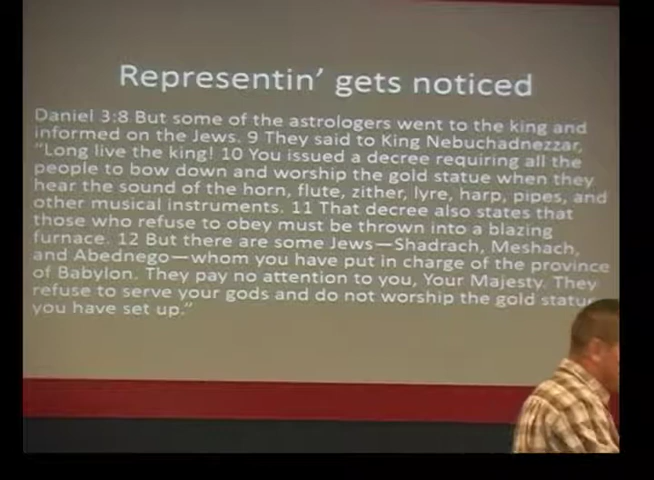 Representin' gets noticed
Daniel 3:8 But some of the astrologers went to the king and
informed on the Jews. 9 They said to King Nebuchadnezzar,
"Long live the king! 10 You issued a decree requiring all the
people to bow down and worship the gold statue when they
hear the sound of the horn, flute, zither, lyre, harp, pipes, and
other musical instruments. 11 That decree also states that
those who refuse to obey must be thrown into a blazing
furnace. 12 But there are some Jews—Shadrach, Meshach,
and Abednego—whom you have put in charge of the province
of Babylon. They pay no attention to you, Your Majesty. They
refuse to serve your gods and do not worship the gold statue
you have set up."